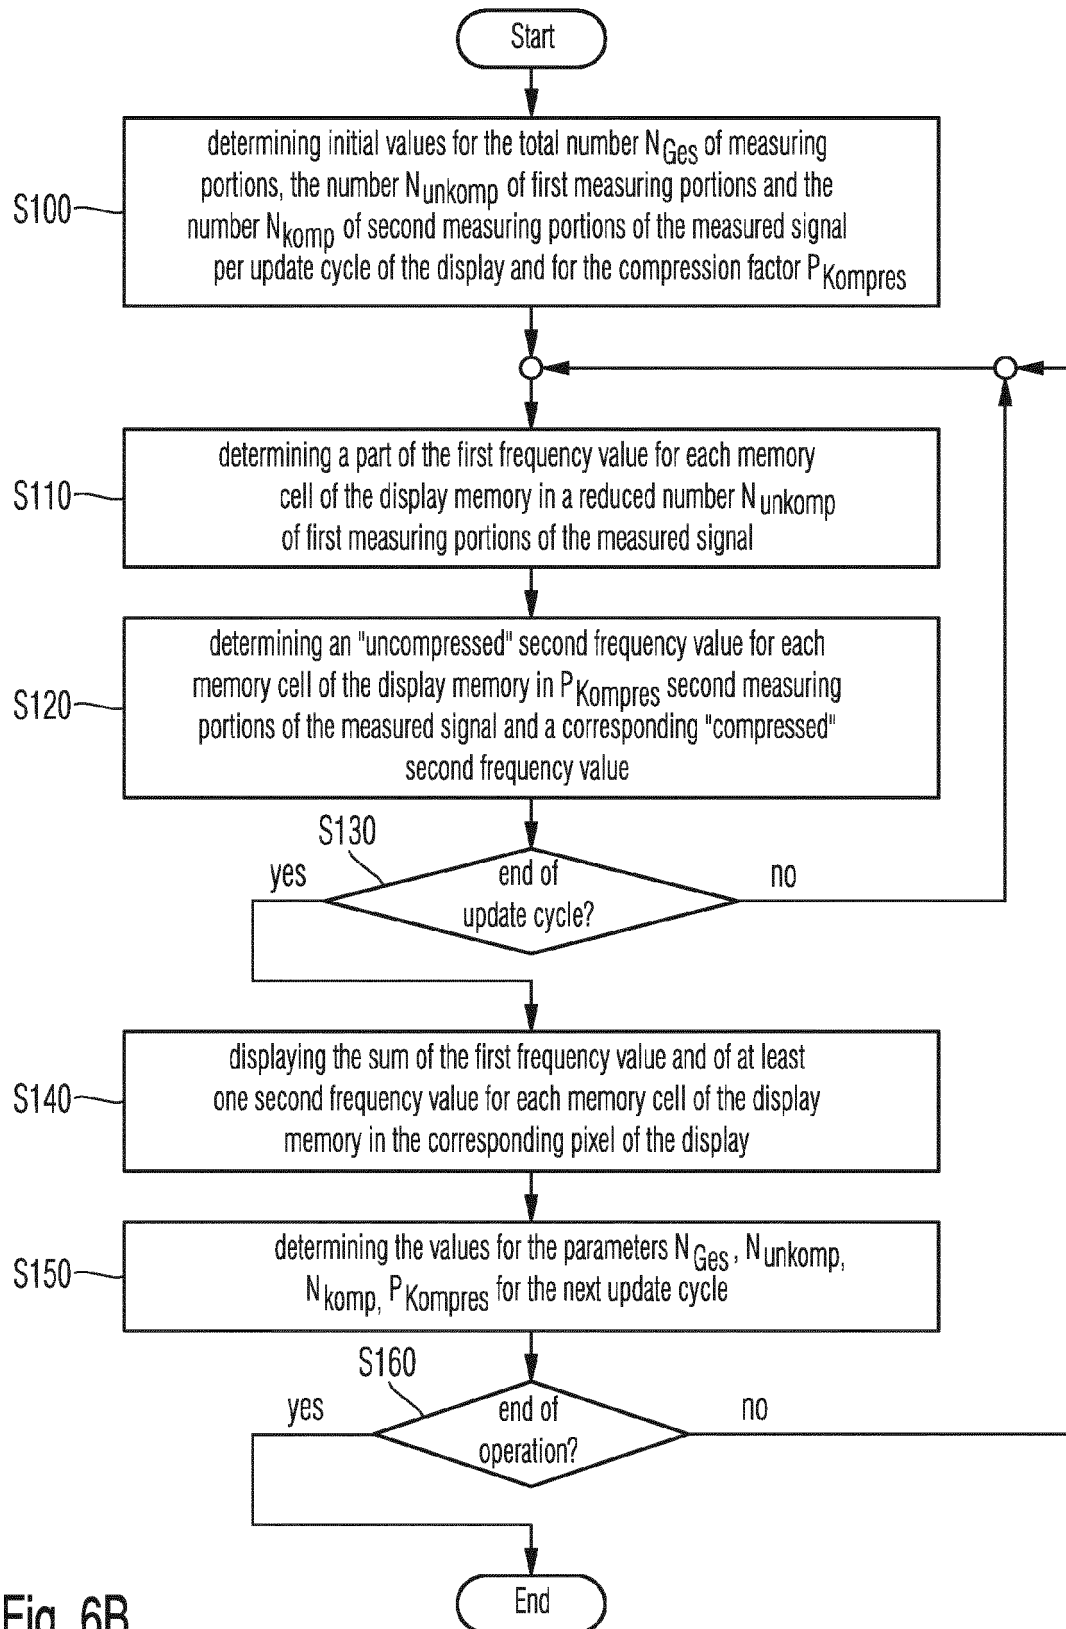 Start
determining initial values for the total number NGes of measuring
portions, the number Nunkomp of first measuring portions and the
number Nkomp of second measuring portions of the measured signal
per update cycle of the display and for the compression factor PKompres
S100
determining a part of the first frequency value for each memory
cell of the display memory in a reduced number Nunkomp
of first measuring portions of the measured signal
S110
determining an "uncompressed" second frequency value for each
memory cell of the display memory in PKompres second measuring
portions of the measured signal and a corresponding "compressed"
second frequency value
S120
S130
yes
end of
update cycle?
no
displaying the sum of the first frequency value and of at least
one second frequency value for each memory cell of the display
memory in the corresponding pixel of the display
S140
determining the values for the parameters NGes, Nunkomp,
Nkomp, PKompres for the next update cycle
S150
S160
yes
end of
operation?
no
End
Fig. 6B